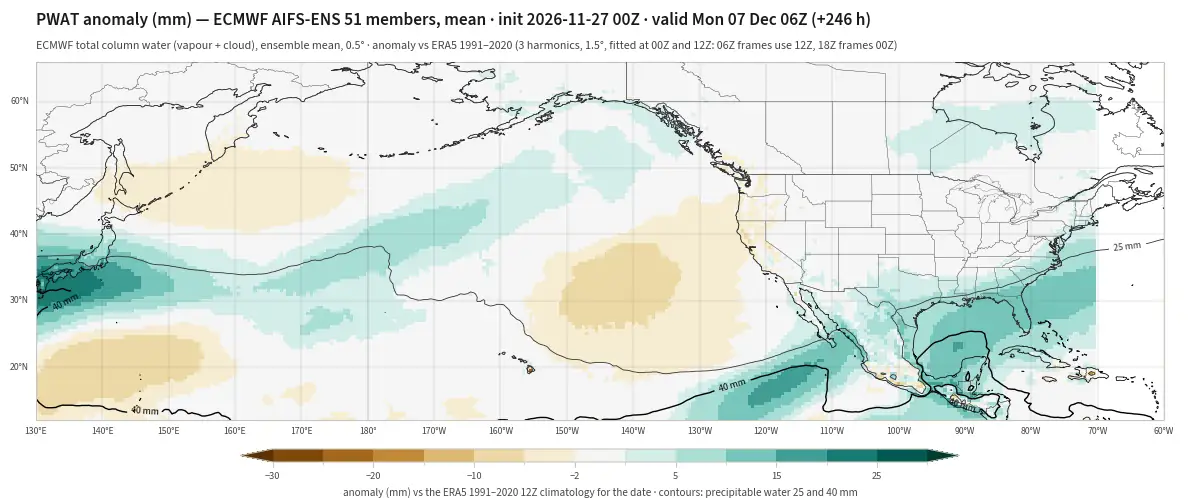 PWAT anomaly (mm) — ECMWF AIFS-ENS 51 members, mean · init 2026-11-27 00Z · valid Mon 07 Dec 06Z (+246 h)
ECMWF total column water (vapour + cloud), ensemble mean, 0.5° · anomaly vs ERA5 1991–2020 (3 harmonics, 1.5°, fitted at 00Z and 12Z: 06Z frames use 12Z, 18Z frames 00Z)
60°N
50°N
40°N
25 mm
30°N
40 mm
20°N
40 mm
40 mm
130°E 140°E 150°E 160°E 170°E 180° 170°W 160°W 150°W 140°W 130°W 120°W 110°W 100°W 90°W 80°W 70°W 60°W
−30 −20 −10 −2 5 15 25
anomaly (mm) vs the ERA5 1991–2020 12Z climatology for the date · contours: precipitable water 25 and 40 mm